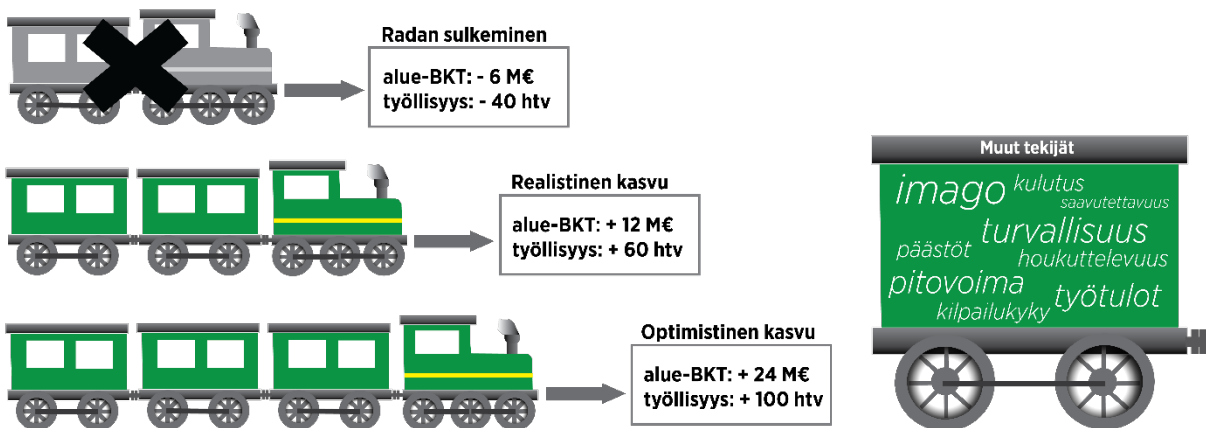 Radan sulkeminen
alue-BKT: - 6 M€
työllisyys: - 40 htv
Realistinen kasvu
alue-BKT: + 12 M€
työllisyys: + 60 htv
Optimistinen kasvu
alue-BKT: + 24 M€
työllisyys: + 100 htv
Muut tekijät
imago kulutus
saavutettavuus
turvallisuus
päästöt houkuttelevuus
pitovoima
työtulot
kilpailukyky